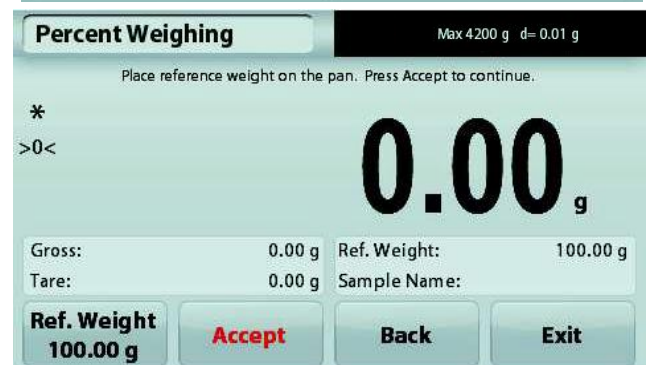 Percent Weighing
Max 4200 g d= 0.01 g
Place reference weight on the pan. Press Accept to continue.
*
>0<
0.00 g
Gross: 0.00 g Ref. Weight: 100.00 g
Tare: 0.00 g Sample Name:
Ref. Weight
100.00 g
Accept
Back
Exit